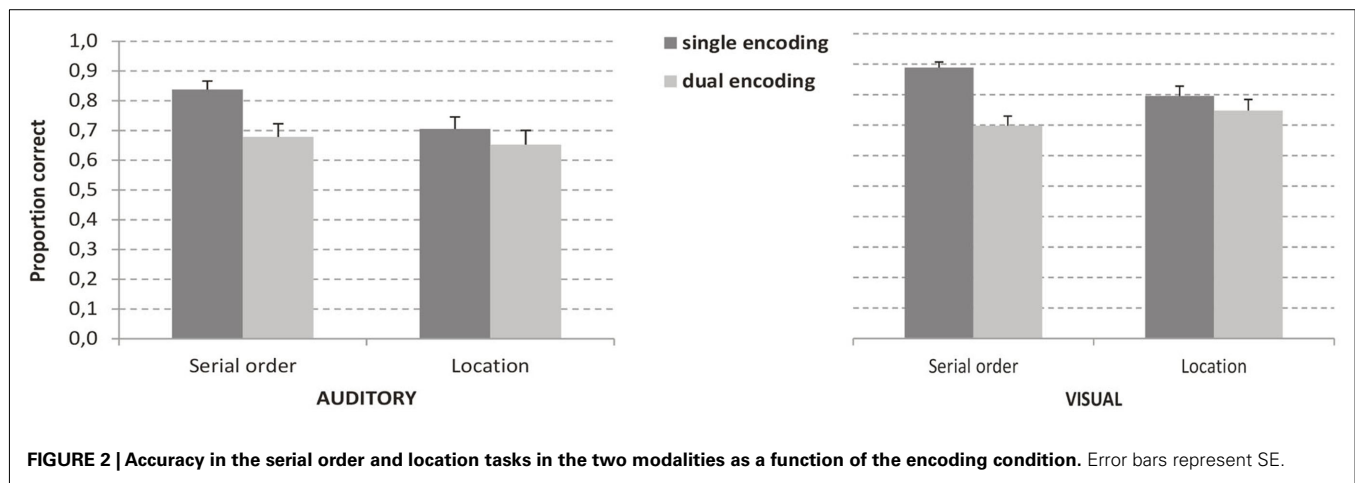 1,0
0,9
0,8
0,7
0,6
0,5
0,4
0,3
0,2
0,1
0,0
Proportion correct
Serial order
Location
AUDITORY
single encoding
dual encoding
Serial order
Location
VISUAL
FIGURE 2 | Accuracy in the serial order and location tasks in the two modalities as a function of the encoding condition. Error bars represent SE.